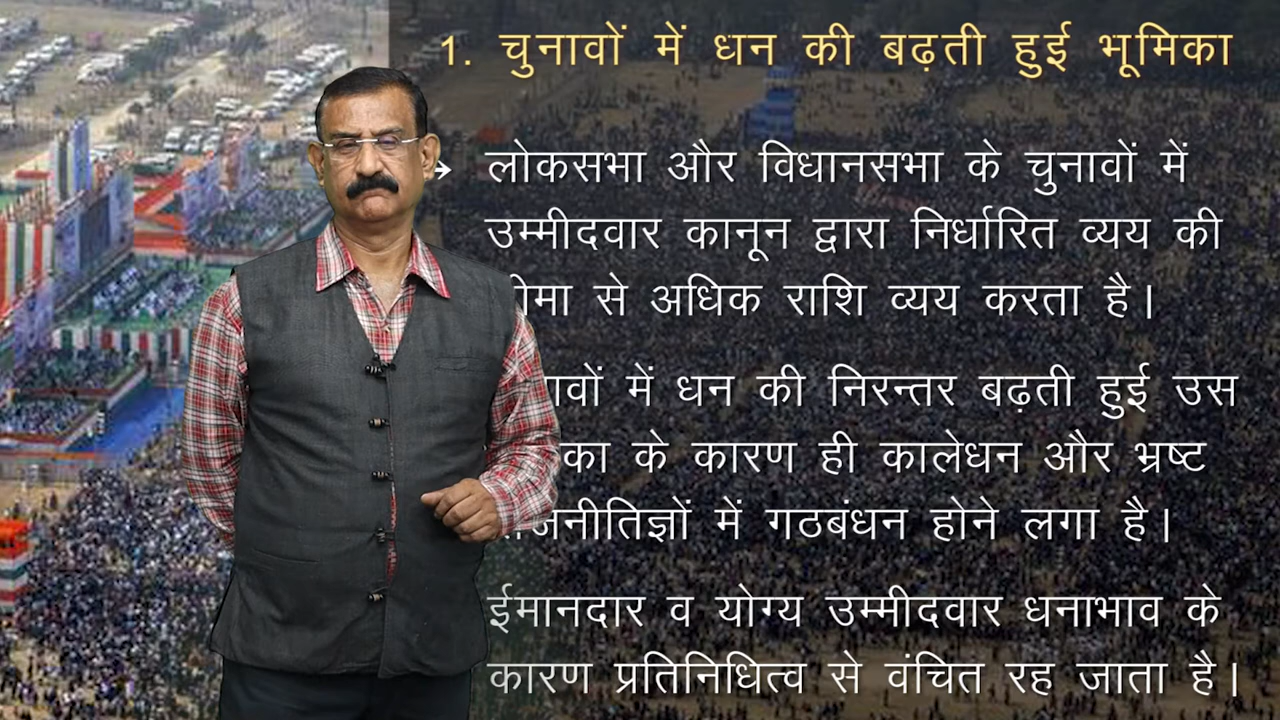 1. चुनावों में धन की बढ़ती हुई भूमिका
लोकसभा और विधानसभा के चुनावों में
उम्मीदवार कानून द्वारा निर्धारित व्यय की
से अधिक राशि व्यय करता है।
में धन की निरन्तर बढ़ती हुई उस
के कारण ही कालेधन और भ्रष्ट
में गठबंधन होने लगा है।
ईमानदार व योग्य उम्मीदवार धनाभाव के
कारण प्रतिनिधित्व से वंचित रह जाता है।